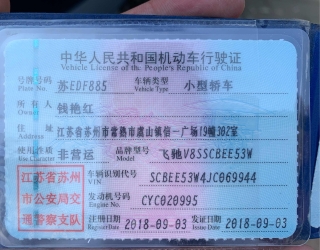 中华人民共和国机动车行驶证
Vehicle License of the People's Republic of China
号牌号码 苏EDF885 车辆类型 小型轿车
Plate No. Vehicle Type
所有人 钱艳红
Owner
住址 江苏省苏州市常熟市虞山镇信一广场19幢302室
Address
使用性质 非营运 品牌型号 飞驰V8SSCBEE53W
Use Character Model
江苏省苏州市公安局交通警察支队
车辆识别代号 SCBEE53W4JC069944
VIN
发动机号码 CYC020995
Engine No.
注册日期 2018-09-03 发证日期 2018-09-03
Register Date Issue Date